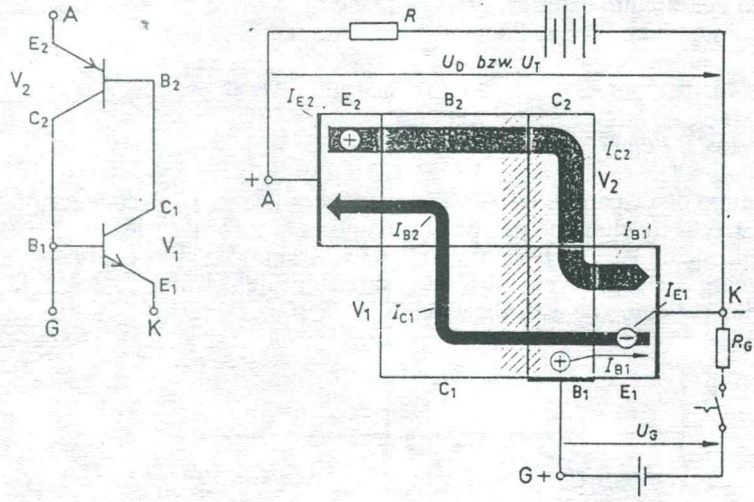 A
E2
V2
B2
C2
C1
B1
V1
E1
G
K
R
UD bzw. UT
IE2
E2
B2
C2
+
IC2
V2
+
A
IB2
IB1'
V1
IC1
IE1
K
−
−
RG
+
IB1
C1
B1
E1
UG
G+